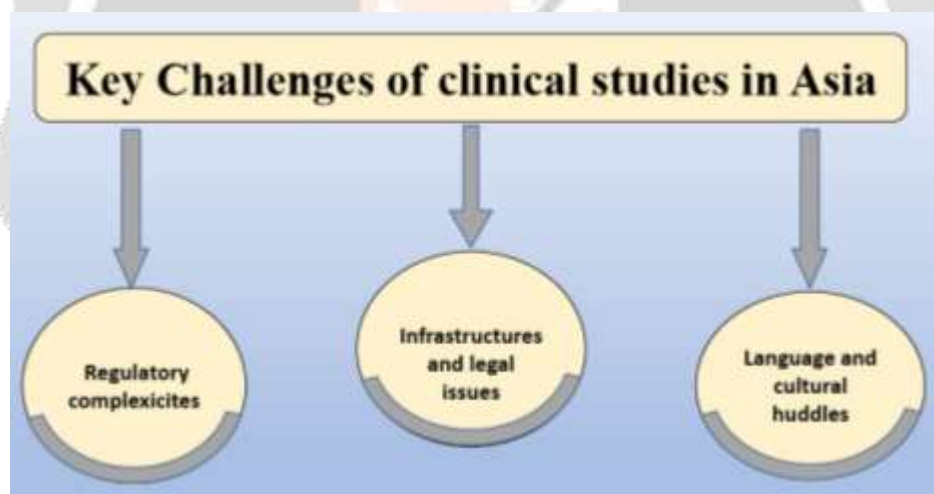 Key Challenges of clinical studies in Asia
Regulatory
complexicites
Infrastructures
and legal
issues
Language and
cultural
huddles